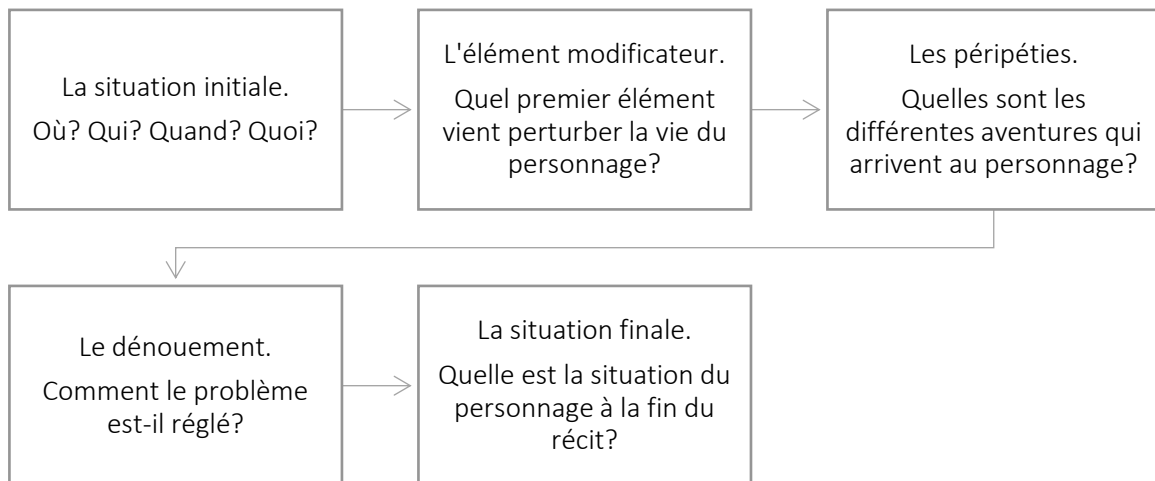 La situation initiale.
Où? Qui? Quand? Quoi?
L'élément modificateur.
Quel premier élément
vient perturber la vie du
personnage?
Les péripéties.
Quelles sont les
différentes aventures qui
arrivent au personnage?
Le dénouement.
Comment le problème
est-il réglé?
La situation finale.
Quelle est la situation du
personnage à la fin du
récit?